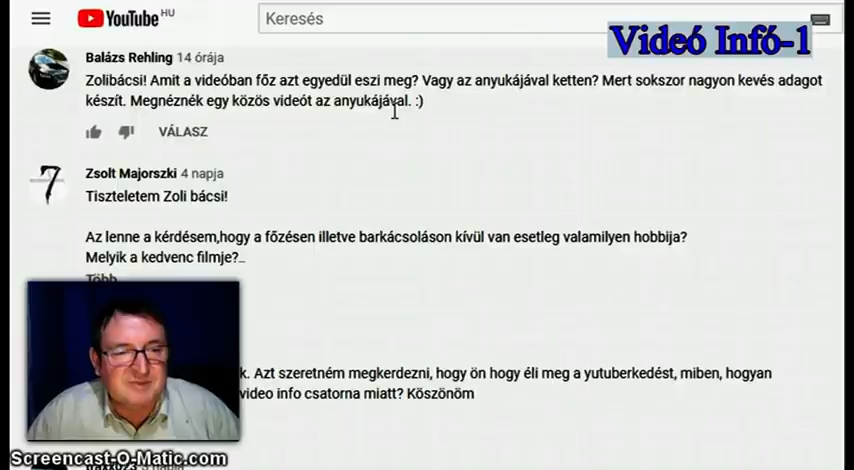 YouTube HU
Keresés
Videó Infó-1
Balázs Rehling 14 órája
Zolibácsi! Amit a videóban főz azt egyedül eszi meg? Vagy az anyukájával ketten? Mert sokszor nagyon kevés adagot
készít. Megnéznék egy közös videót az anyukájával. :)
VÁLASZ
Zsolt Majorszki 4 napja
Tiszteletem Zoli bácsi!
Az lenne a kérdésem,hogy a főzésen illetve barkácsoláson kívül van esetleg valamilyen hobbija?
Melyik a kedvenc filmje?...
Több
k. Azt szeretném megkerdezni, hogy ön hogy éli meg a yutuberkedést, miben, hogyan
video info csatorna miatt? Köszönöm
Screencast-O-Matic.com